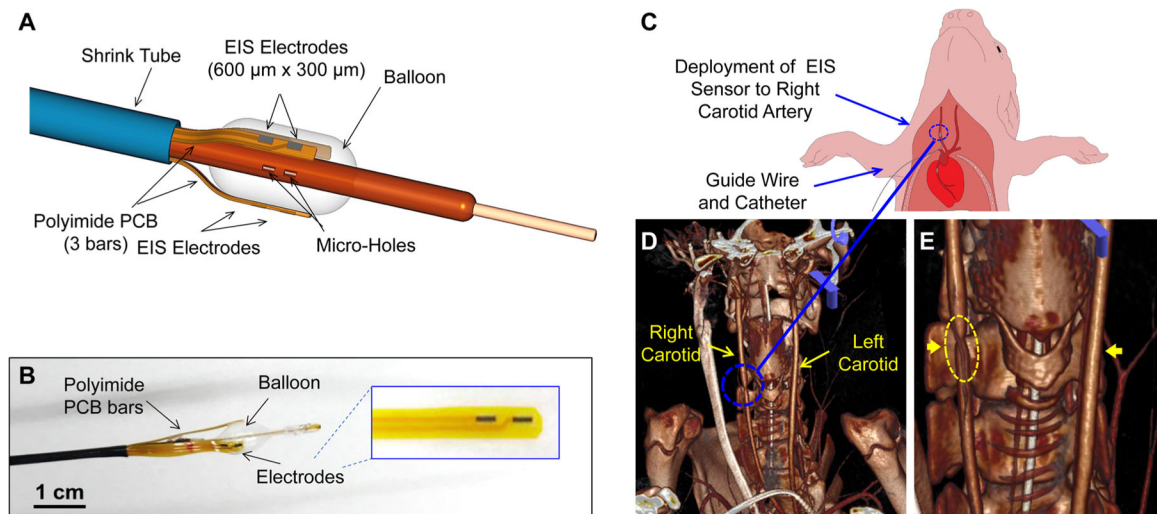 A
Shrink Tube
EIS Electrodes
(600 µm x 300 µm)
Balloon
Polyimide PCB
(3 bars)
EIS Electrodes
Micro-Holes
B
Polyimide
PCB bars
Balloon
Electrodes
1 cm
C
Deployment of EIS
Sensor to Right
Carotid Artery
Guide Wire
and Catheter
D
Right
Carotid
Left
Carotid
E